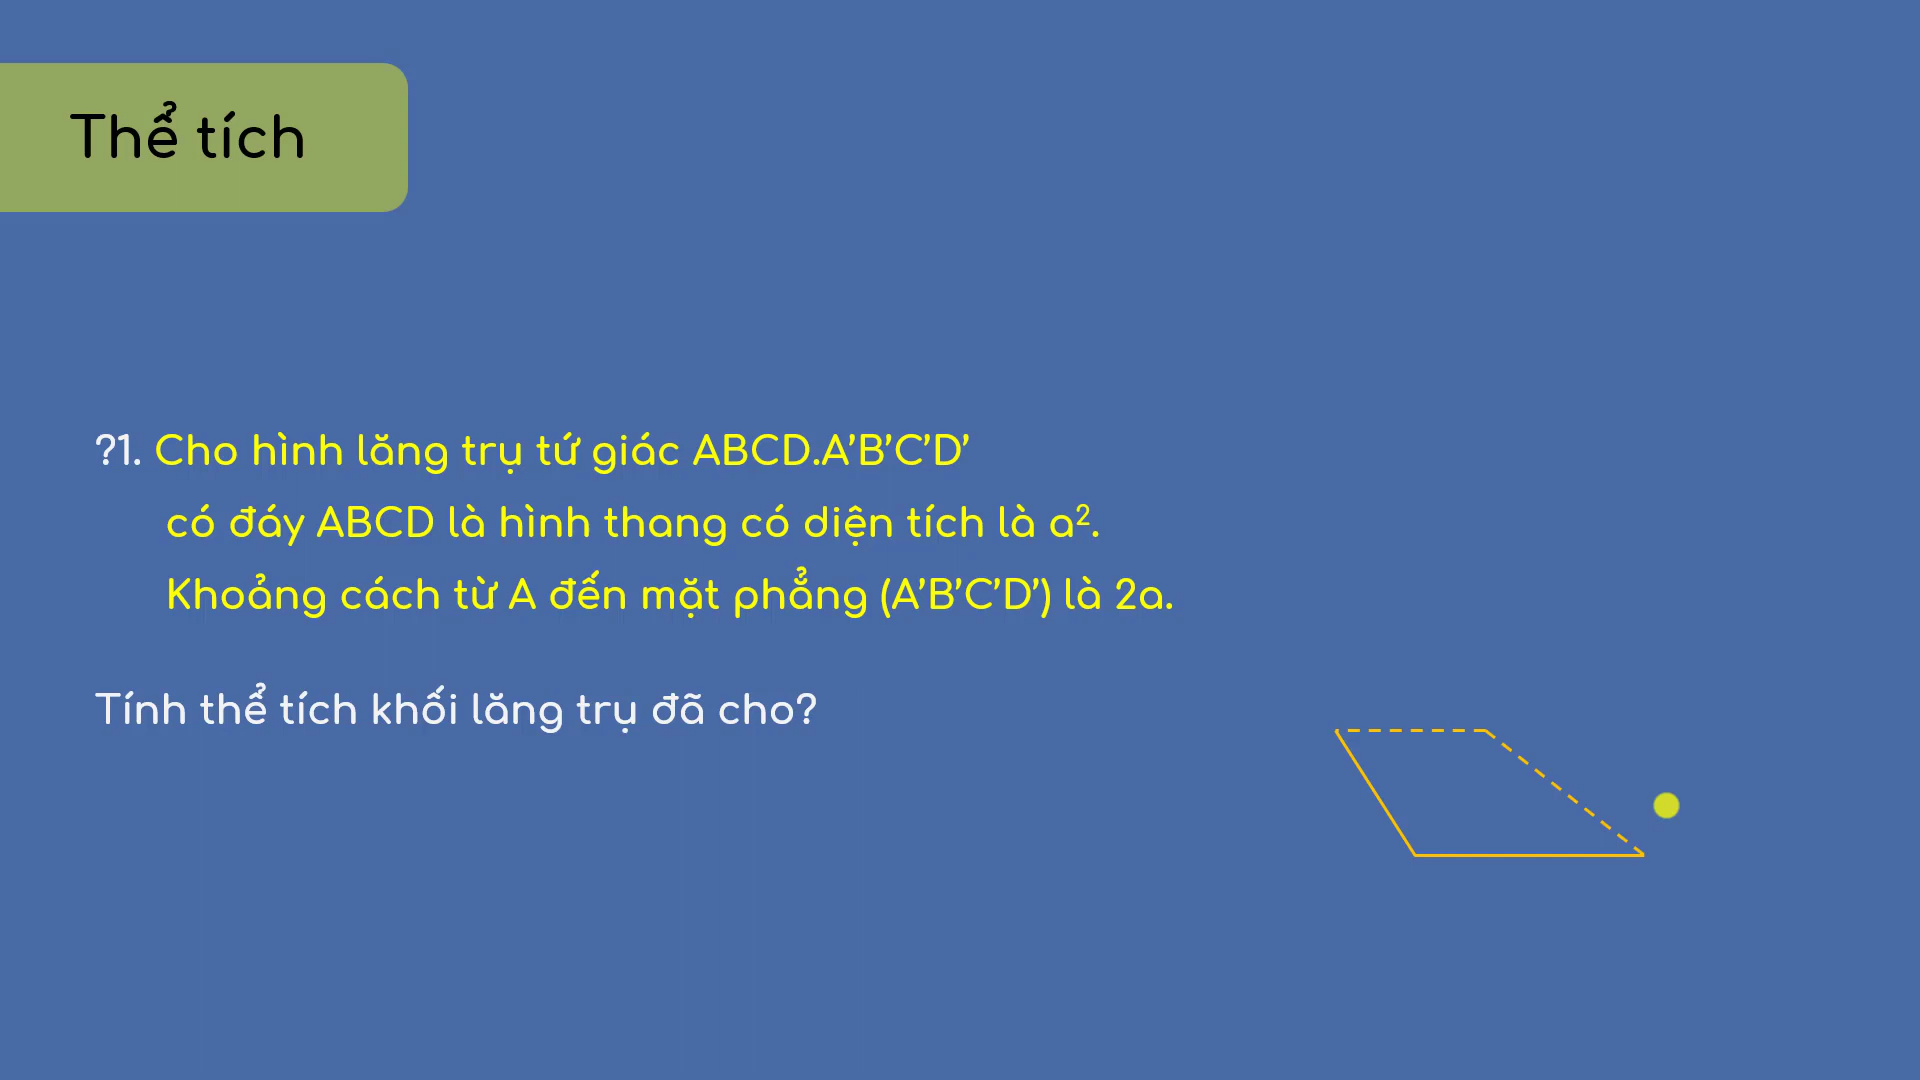 Thể tích
?1. Cho hình lăng trụ tứ giác ABCD.A’B’C’D’
có đáy ABCD là hình thang có diện tích là a².
Khoảng cách từ A đến mặt phẳng (A’B’C’D’) là 2a.
Tính thể tích khối lăng trụ đã cho?